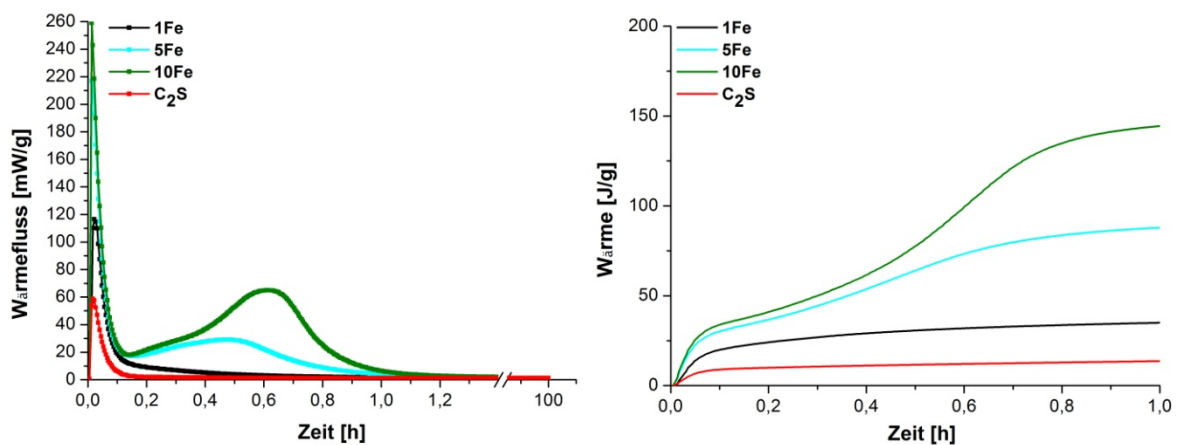 260
240
220
200
180
160
140
120
100
80
60
40
20
0
Wärmefluss [mW/g]
1Fe
5Fe
10Fe
C₂S
0,0 0,2 0,4 0,6 0,8 1,0 1,2 100
Zeit [h]
200
150
100
50
0
Wärme [J/g]
1Fe
5Fe
10Fe
C₂S
0,0 0,2 0,4 0,6 0,8 1,0
Zeit [h]